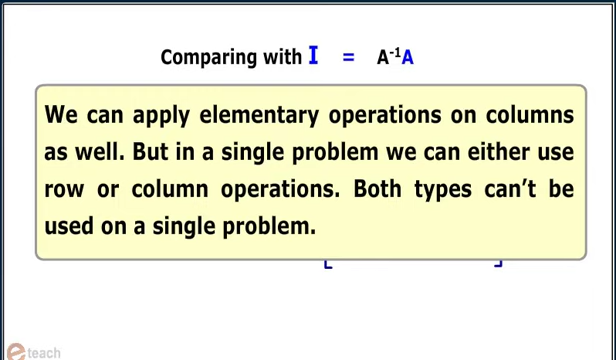 Comparing with I = A⁻¹A
We can apply elementary operations on columns
as well. But in a single problem we can either use
row or column operations. Both types can't be
used on a single problem.
eteach